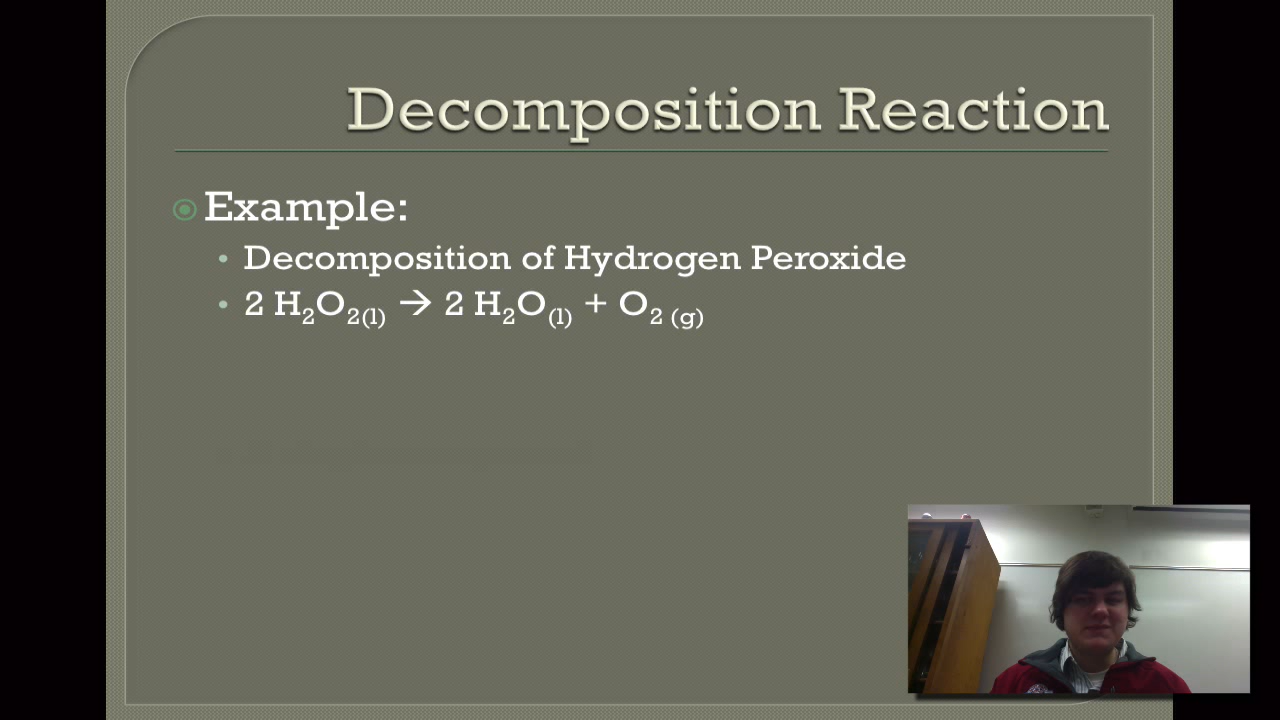 Decomposition Reaction
Example:
• Decomposition of Hydrogen Peroxide
• 2 H₂O₂(l) → 2 H₂O(l) + O₂ (g)